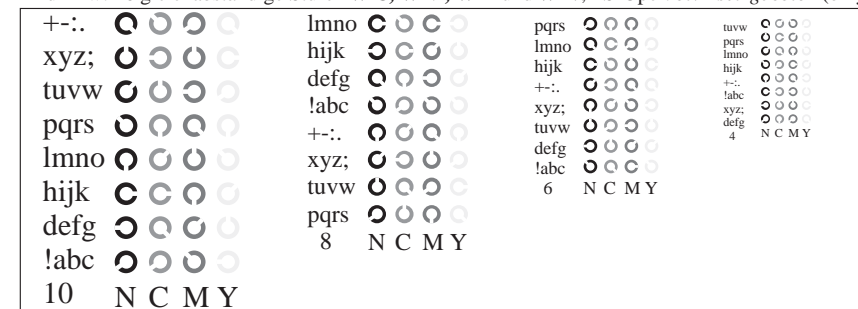 +-:.
xyz;
tuvw
pqrs
lmno
hijk
defg
!abc
10 N C M Y
lmno
hijk
defg
!abc
+-:.
xyz;
tuvw
pqrs
8 N C M Y
pqrs
lmno
hijk
+-:.
xyz;
tuvw
defg
!abc
6 N C M Y
tuvw
pqrs
lmno
hijk
+-:.
!abc
xyz;
defg
4 N C M Y